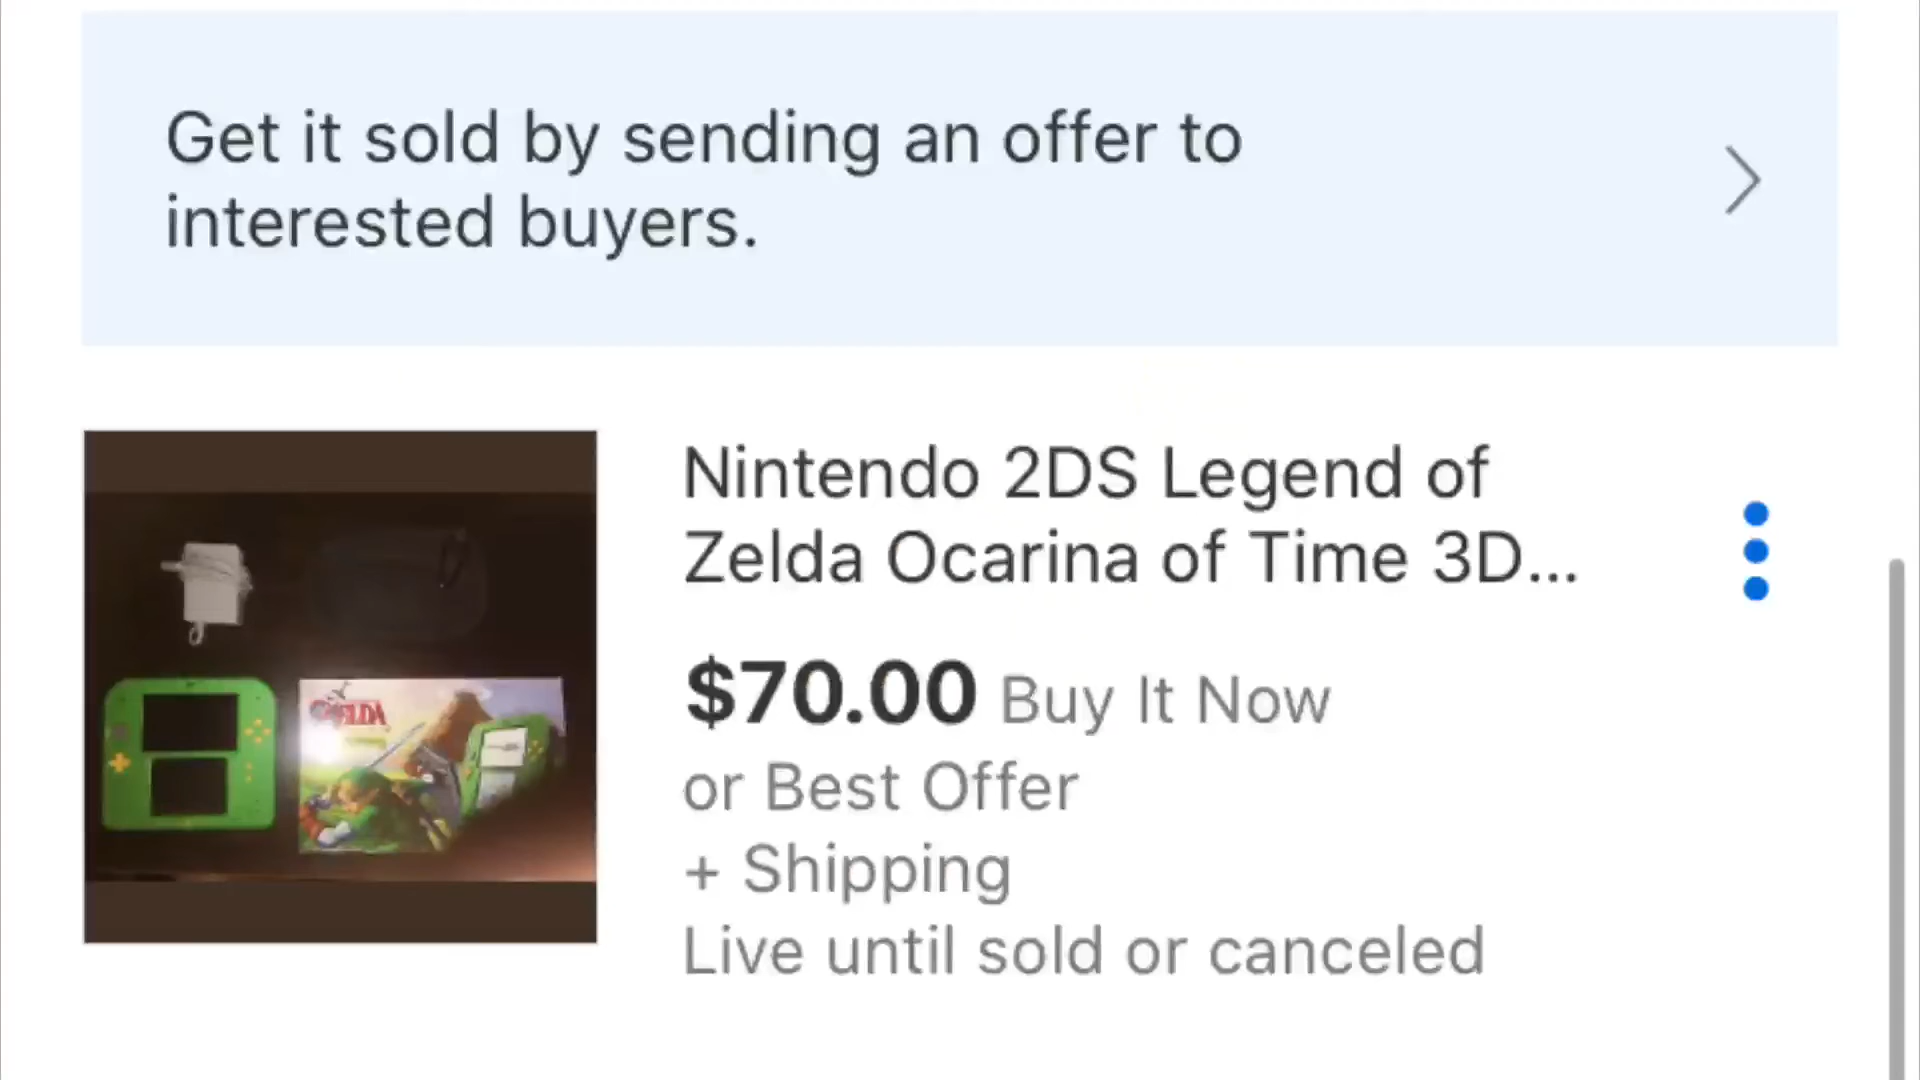 Get it sold by sending an offer to
interested buyers.
Nintendo 2DS Legend of
Zelda Ocarina of Time 3D...
$70.00 Buy It Now
or Best Offer
+ Shipping
Live until sold or canceled
ZELDA